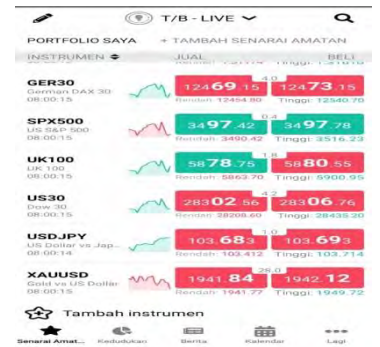 T/B - LIVE
PORTFOLIO SAYA + TAMBAH SENARAI AMATAN
INSTRUMEN JUAL BELI
GER30
German DAX 30
08:00:15
12469.15
4.0
12473.15
Rendah: 12454.80
Tinggi: 12540.70
SPX500
US S&P 500
08:00:15
3497.42
0.4
3497.78
Rendah: 3490.42
Tinggi: 3516.23
UK100
UK 100
08:00:15
5878.75
1.8
5880.55
Rendah: 5863.70
Tinggi: 5900.95
US30
Dow 30
08:00:15
28302.56
4.2
28306.76
Rendah: 28208.60
Tinggi: 28435.20
USDJPY
US Dollar vs Jap...
08:00:14
103.683
1.0
103.693
Rendah: 103.412
Tinggi: 103.714
XAUUSD
Gold vs US Dollar
08:00:15
1941.84
28.0
1942.12
Rendah: 1941.77
Tinggi: 1949.72
Tambah instrumen
Senarai Amat... Kedudukan Berita Kalendar Lagi